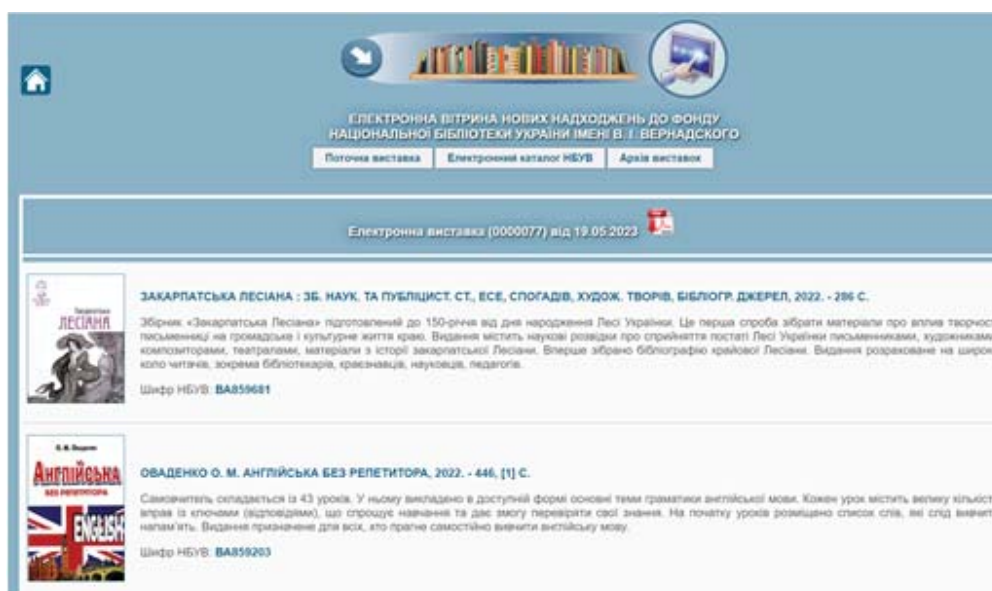 ЕЛЕКТРОННА ВІТРИНА НОВИХ НАДХОДЖЕНЬ ДО ФОНДУ
НАЦІОНАЛЬНОЇ БІБЛІОТЕКИ УКРАЇНИ ІМЕНІ В. І. ВЕРНАДСКОГО
Поточна виставка Електронний каталог НБУВ Архів виставок
Електронна виставка (0000077) від 19.05.2023
ЛЕСІАНА
ЗАКАРПАТСЬКА ЛЕСІАНА : ЗБ. НАУК. ТА ПУБЛІЦИСТ. СТ., ЕСЕ, СПОГАДІВ, ХУДОЖ. ТВОРІВ, БІБЛІОГР. ДЖЕРЕЛ, 2022. - 286 С.
Збірник «Закарпатська Лесіана» підготовлений до 150-річчя від дня народження Лесі Українки. Це перша спроба зібрати матеріали про вплив творчос
письменниці на громадське і культурне життя краю. Видання містить наукові розвідки про сприйняття постаті Лесі Українки письменниками, художниками
композиторами, театралами, матеріали з історії закарпатської Лесіани. Вперше зібрано бібліографію крайової Лесіани. Видання розраховане на широк
коло читачів, зокрема бібліотекарів, краєзнавців, науковців, педагогів.
Шифр НБУВ: ВА859681
Англійська
БЕЗ РЕПЕТИТОРА
ENGLISH
ОВАДЕНКО О. М. АНГЛІЙСЬКА БЕЗ РЕПЕТИТОРА, 2022. - 446, [1] С.
Самовчитель складається із 43 уроків. У ньому викладено в доступній формі основні теми граматики англійської мови. Кожен урок містить велику кількіст
вправ із ключами (відповідями), що спрощує навчання та дає змогу перевіряти свої знання. На початку уроків розміщано список слів, які слід вивчит
напам'ять. Видання призначене для всіх, хто прагне самостійно вивчити англійську мову.
Шифр НБУВ: ВА859203